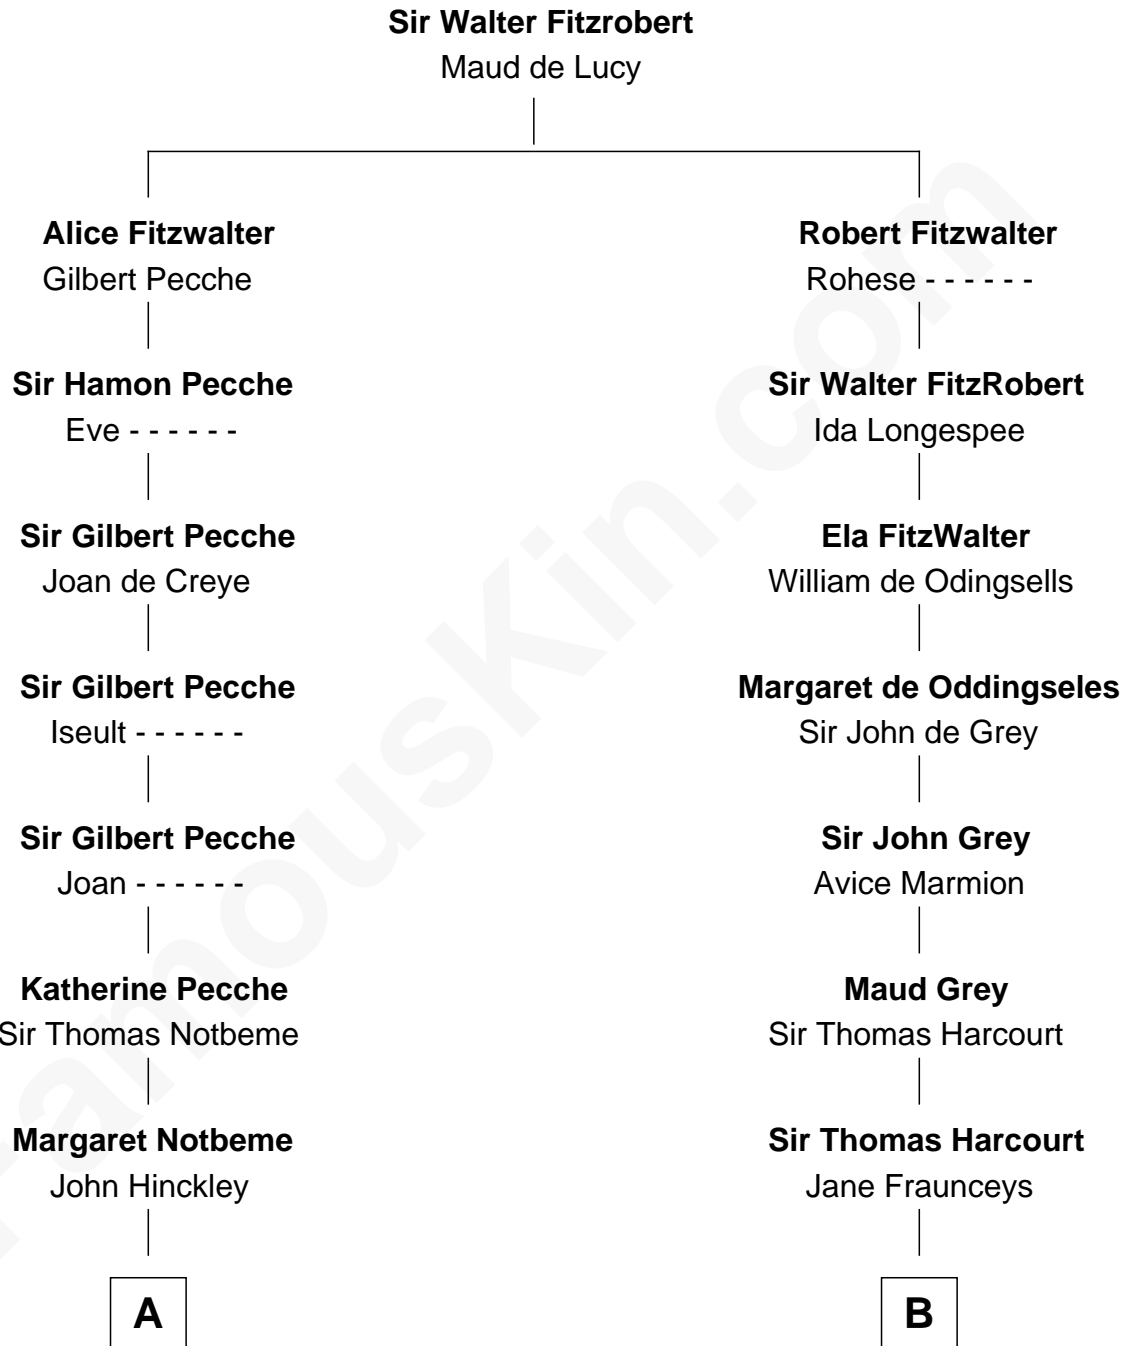 Sir Walter Fitzrobert
Maud de Lucy
Alice Fitzwalter
Gilbert Pecche
Robert Fitzwalter
Rohese - - - - - -
Sir Hamon Pecche
Eve - - - - - -
Sir Walter FitzRobert
Ida Longespee
Sir Gilbert Pecche
Joan de Creye
Ela FitzWalter
William de Odingsells
Sir Gilbert Pecche
Iseult - - - - - -
Margaret de Oddingseles
Sir John de Grey
Sir Gilbert Pecche
Joan - - - - - -
Sir John Grey
Avice Marmion
Katherine Pecche
Sir Thomas Notbeme
Maud Grey
Sir Thomas Harcourt
Margaret Notbeme
John Hinckley
Sir Thomas Harcourt
Jane Fraunceys
A
B
FamousKin.com